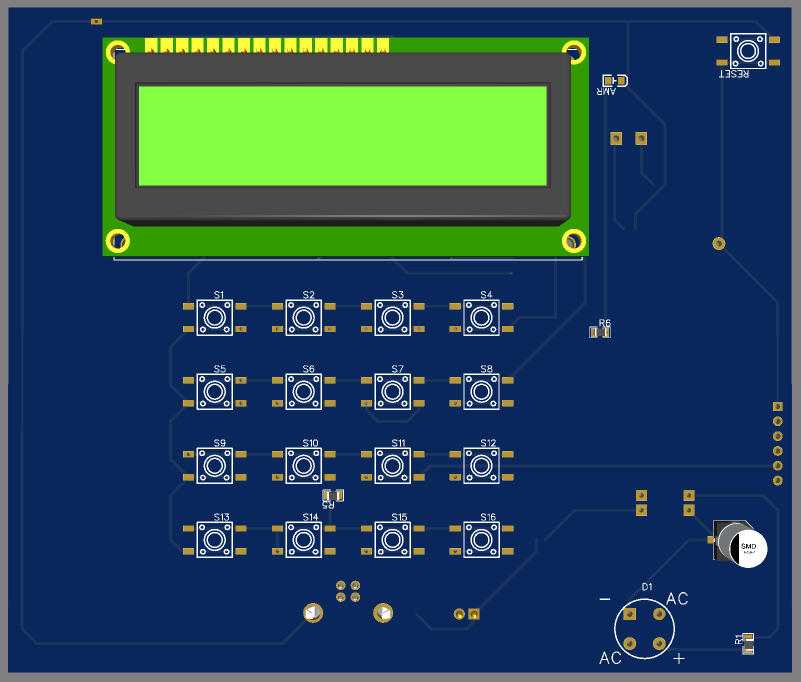 RESET
AMR
S1 S2 S3 S4
R6
S5 S6 S7 S8
S9 S10 S11 S12
R5
S13 S14 S15 S16
SMD
D1
− AC
R1
AC +